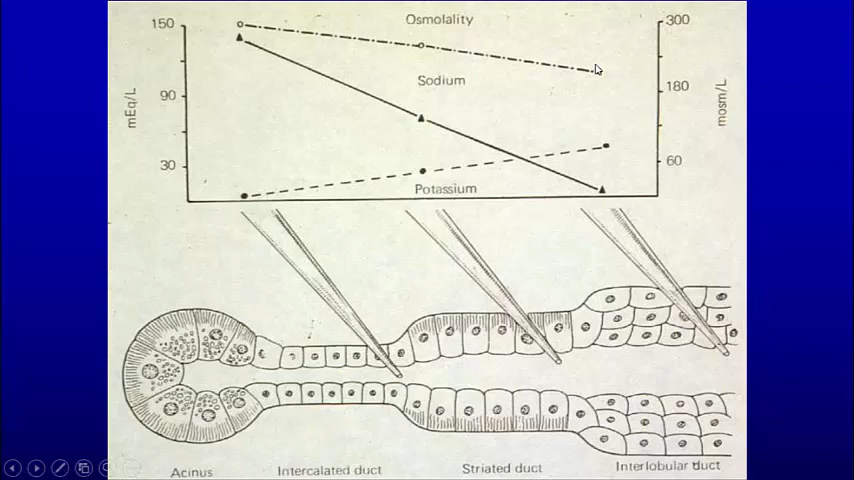 Osmolality
150
300
Sodium
90
180
mEq/L
mosm/L
30
60
Potassium
Acinus
Intercalated duct
Striated duct
Interlobular duct